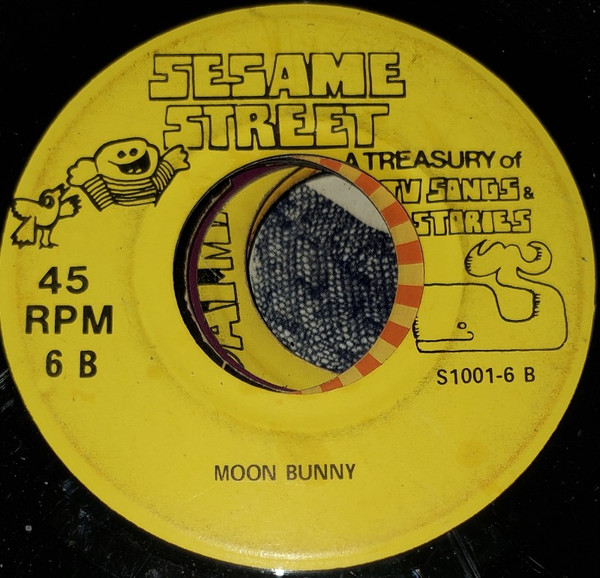 SESAME
STREET
A TREASURY of
TV SONGS &
STORIES
45
RPM
6 B
S1001-6 B
MOON BUNNY